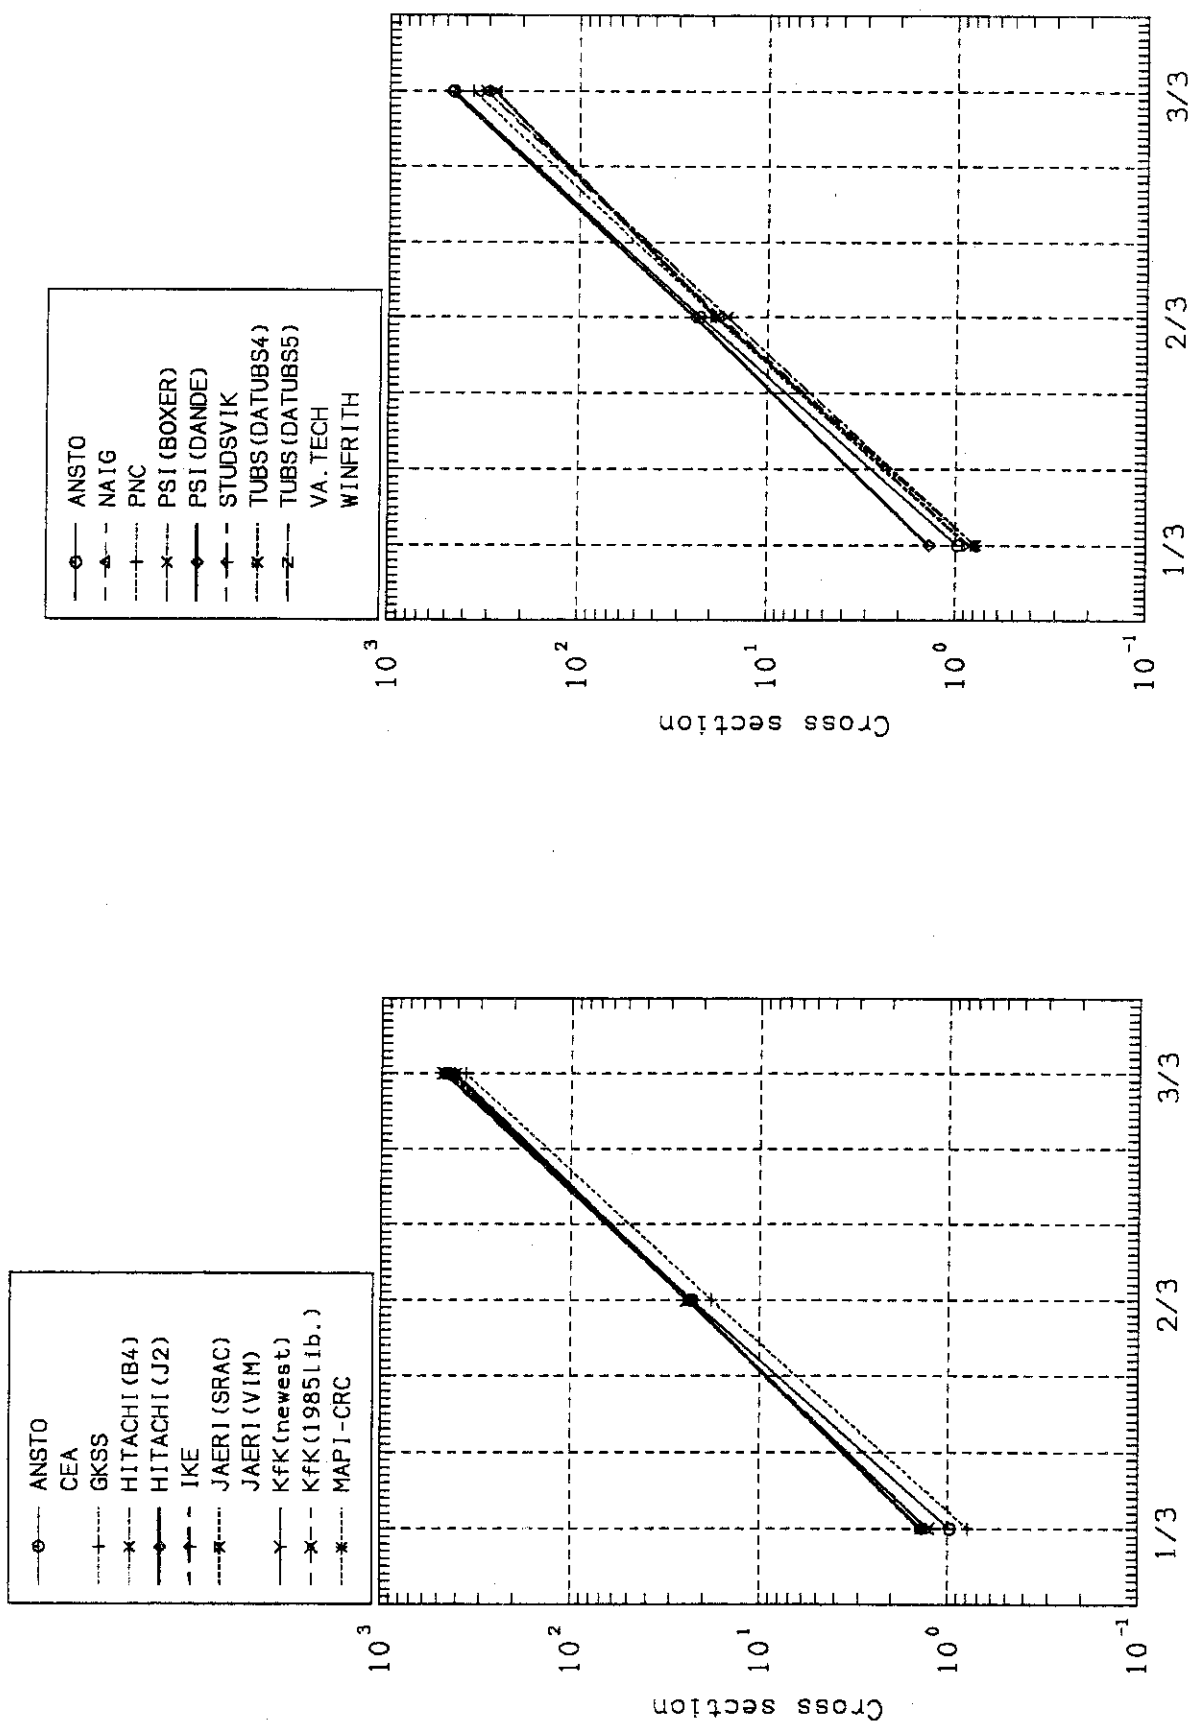 ANSTO
CEA
GKSS
HITACHI(B4)
HITACHI(J2)
IKE
JAERI(SRAC)
JAERI(VIM)
KfK(newest)
KfK(1985lib.)
MAPI-CRC
Cross section
10³
10²
10¹
10⁰
10⁻¹
1/3
2/3
3/3
ANSTO
NAIG
PNC
PSI(BOXER)
PSI(DANDE)
STUDSVIK
TUBS(DATUBS4)
TUBS(DATUBS5)
VA.TECH
WINFRITH
Cross section
10³
10²
10¹
10⁰
10⁻¹
1/3
2/3
3/3